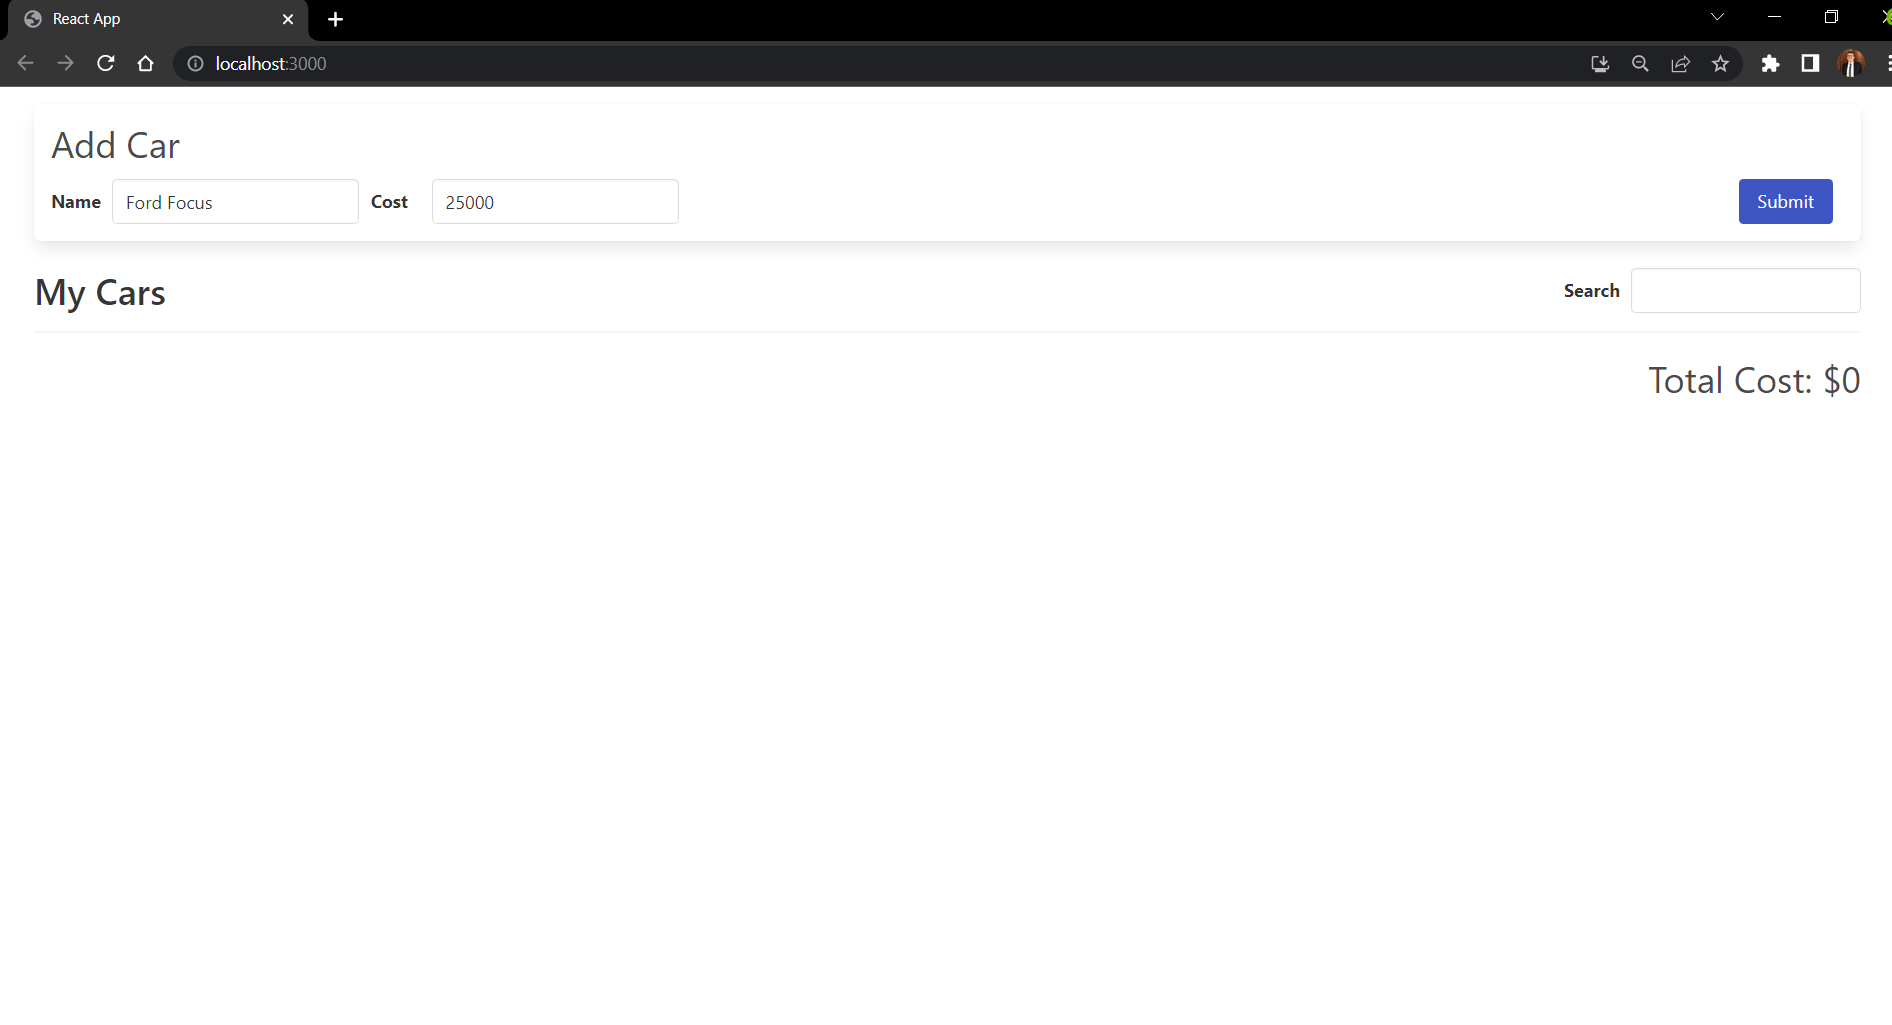 React App
localhost:3000
Add Car
Name Ford Focus Cost 25000 Submit
My Cars Search
Total Cost: $0